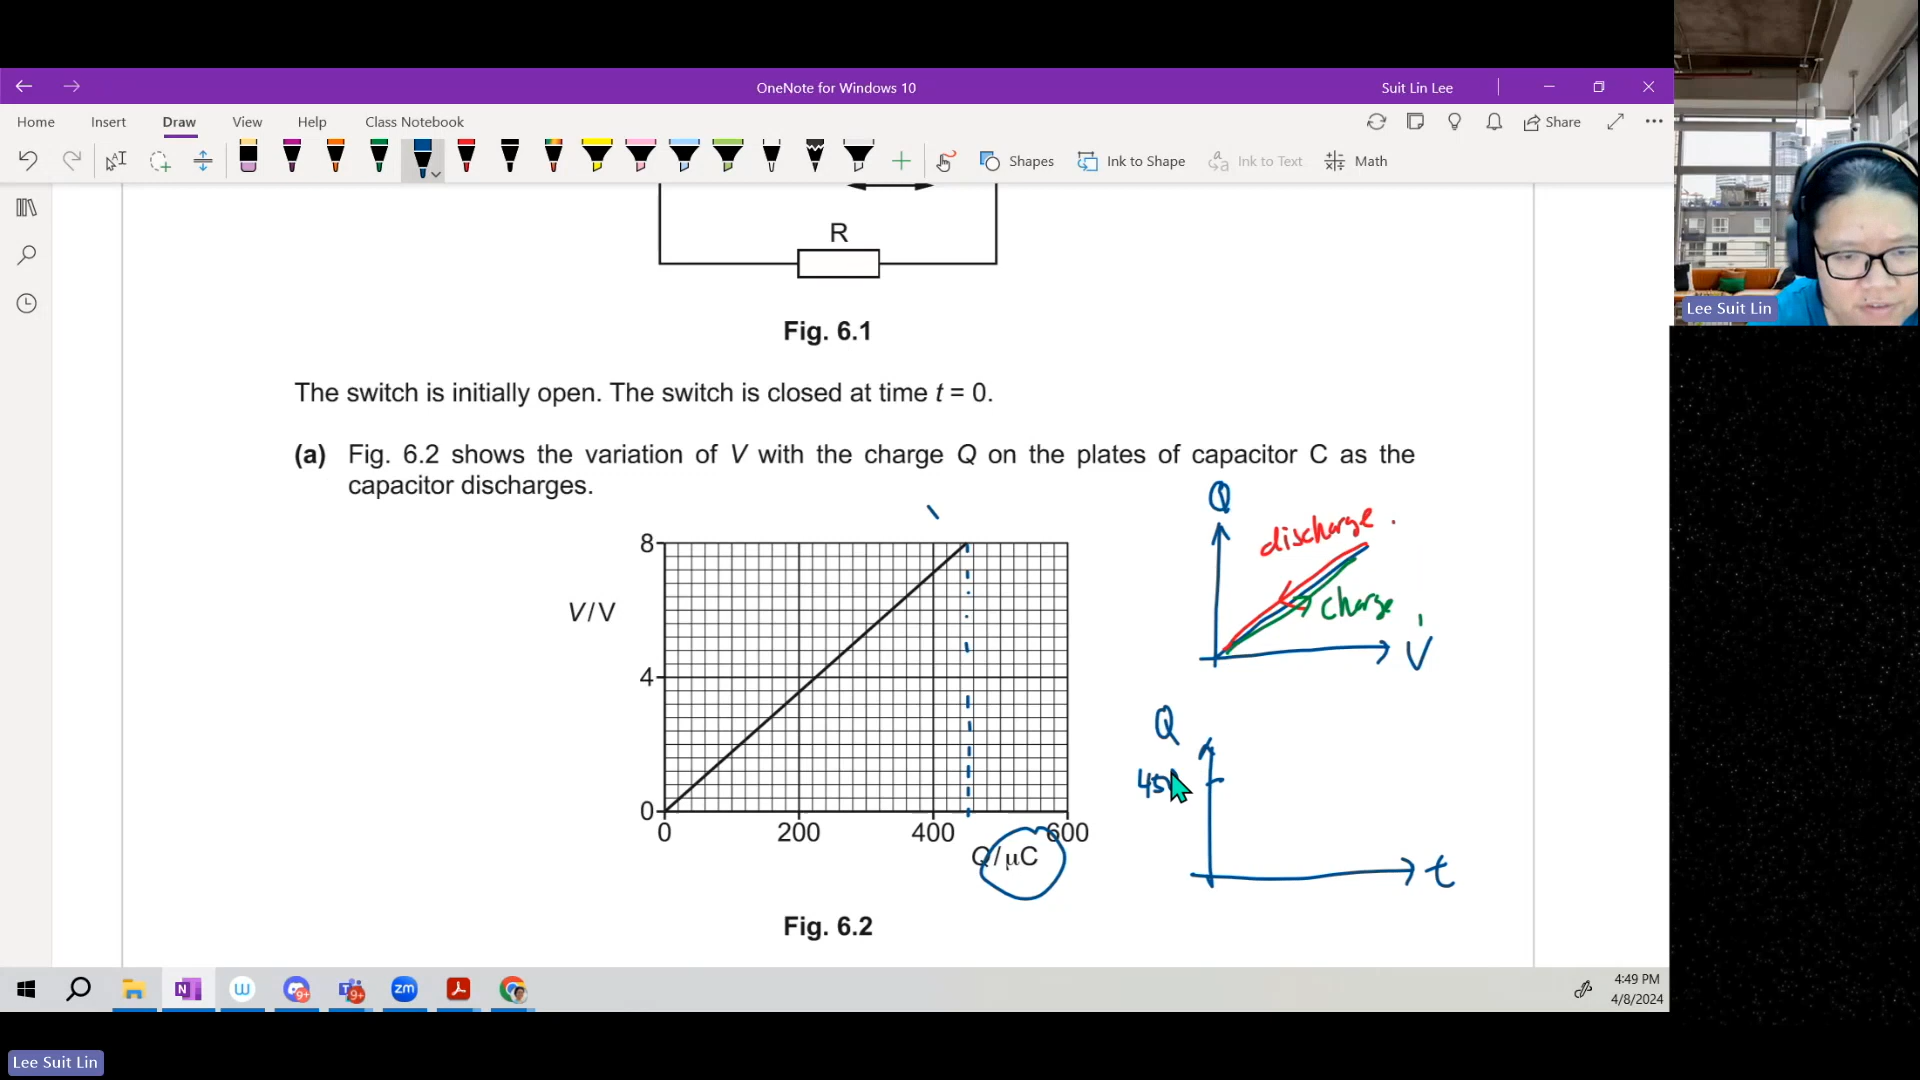 OneNote for Windows 10
Suit Lin Lee
Home Insert Draw View Help Class Notebook
Share
Shapes Ink to Shape Ink to Text Math
R
Fig. 6.1
The switch is initially open. The switch is closed at time t = 0.
(a) Fig. 6.2 shows the variation of V with the charge Q on the plates of capacitor C as the
capacitor discharges.
8
V/V
4
0
0 200 400 600
Q/μC
Fig. 6.2
Q
discharge
charge
V
Q
t
Lee Suit Lin
4:49 PM
4/8/2024
Lee Suit Lin